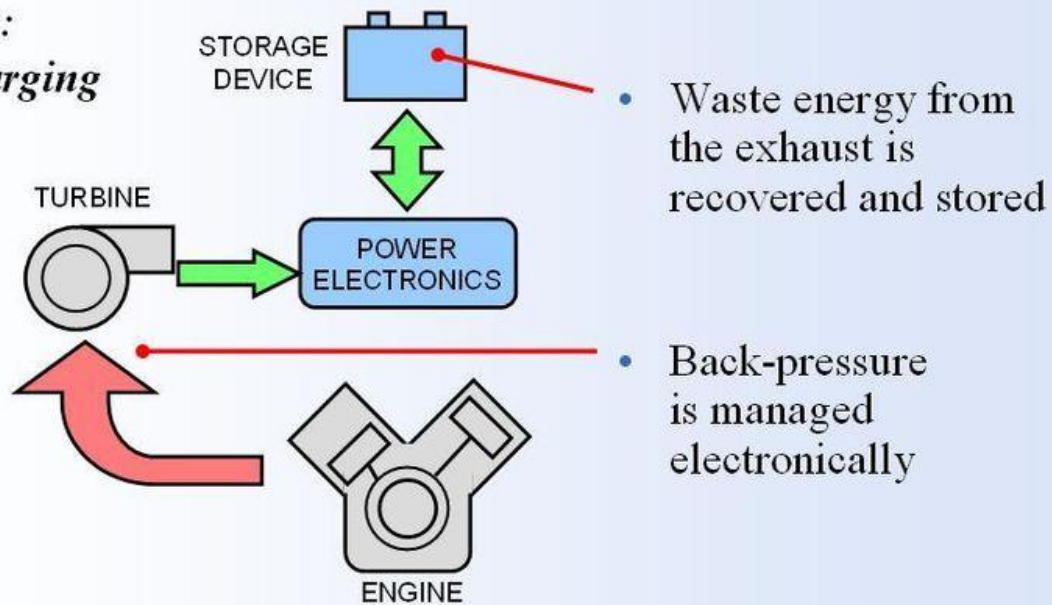 :
STORAGE
DEVICE
• Waste energy from
the exhaust is
recovered and stored
TURBINE
POWER
ELECTRONICS
• Back-pressure
is managed
electronically
ENGINE